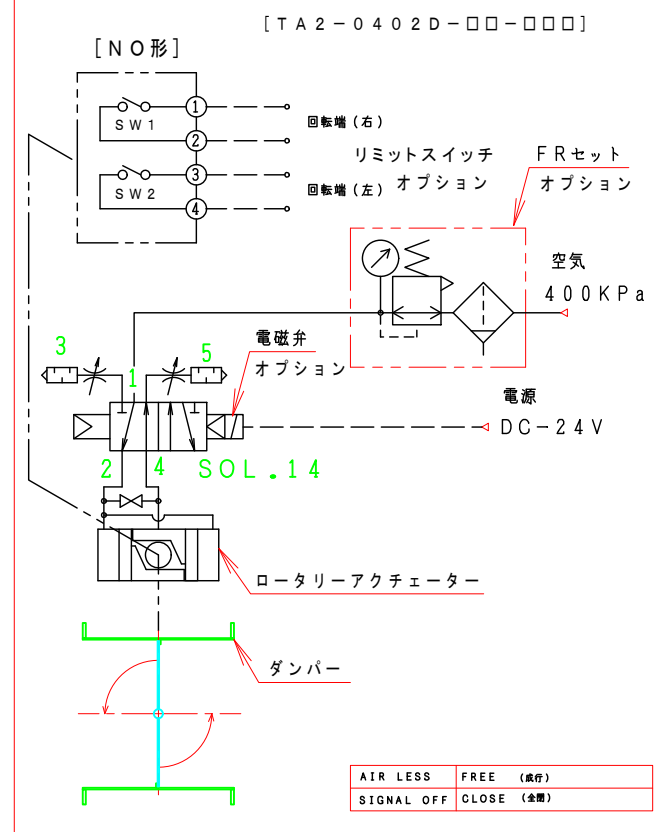 [TA2-0402D-□□-□□□]
[NO形]
SW1
1
2
回転端(右)
SW2
3
4
回転端(左)
リミットスイッチ
オプション
FRセット
オプション
空気
400KPa
3
5
1
電磁弁
オプション
電源
DC-24V
2
4
SOL.14
ロータリーアクチェーター
ダンパー
AIR LESS FREE (成行)
SIGNAL OFF CLOSE (全閉)